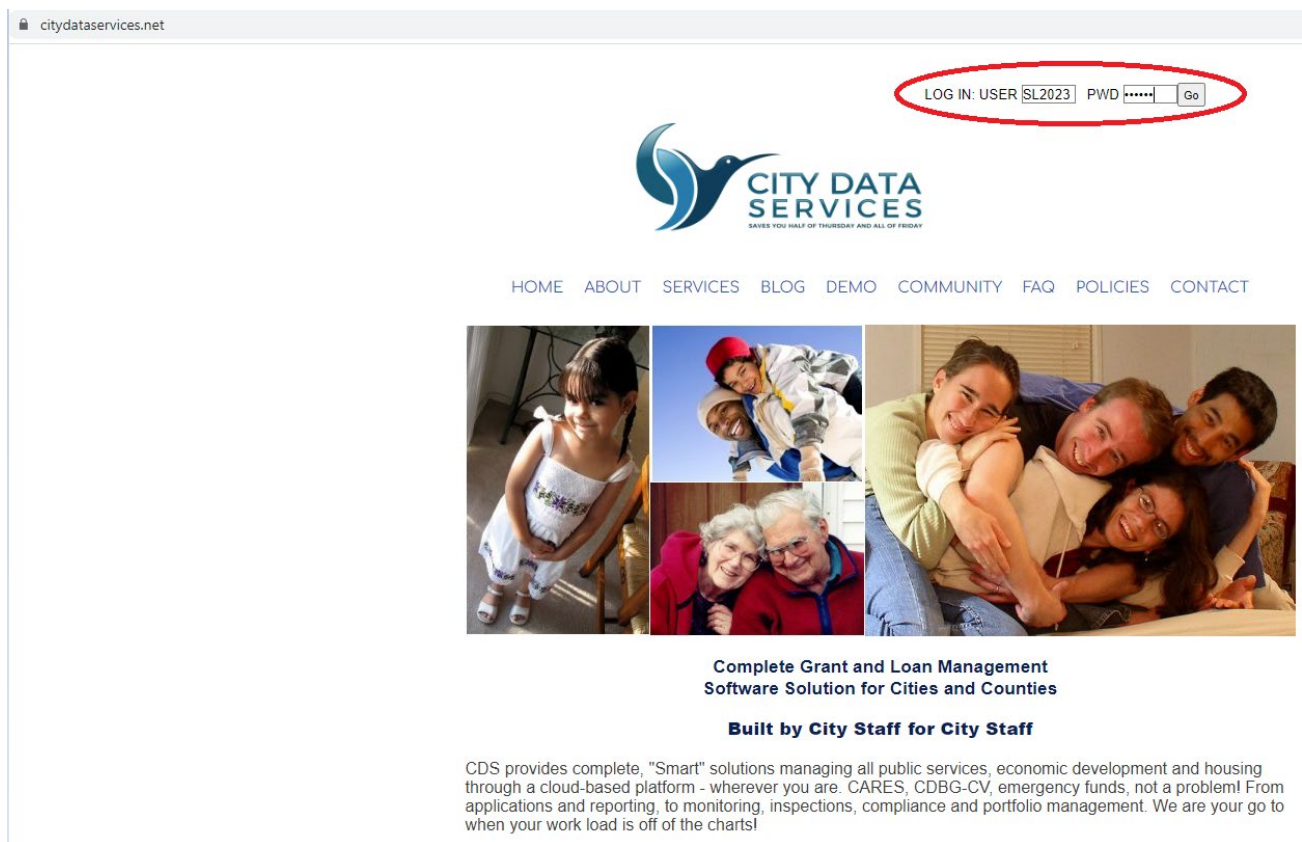 citydataservices.net
LOG IN: USER SL2023 PWD •••••• Go
CITY DATA
SERVICES
SAVES YOU HALF OF THURSDAY AND ALL OF FRIDAY
HOME ABOUT SERVICES BLOG DEMO COMMUNITY FAQ POLICIES CONTACT
Complete Grant and Loan Management
Software Solution for Cities and Counties
Built by City Staff for City Staff
CDS provides complete, "Smart" solutions managing all public services, economic development and housing
through a cloud-based platform - wherever you are. CARES, CDBG-CV, emergency funds, not a problem! From
applications and reporting, to monitoring, inspections, compliance and portfolio management. We are your go to
when your work load is off of the charts!